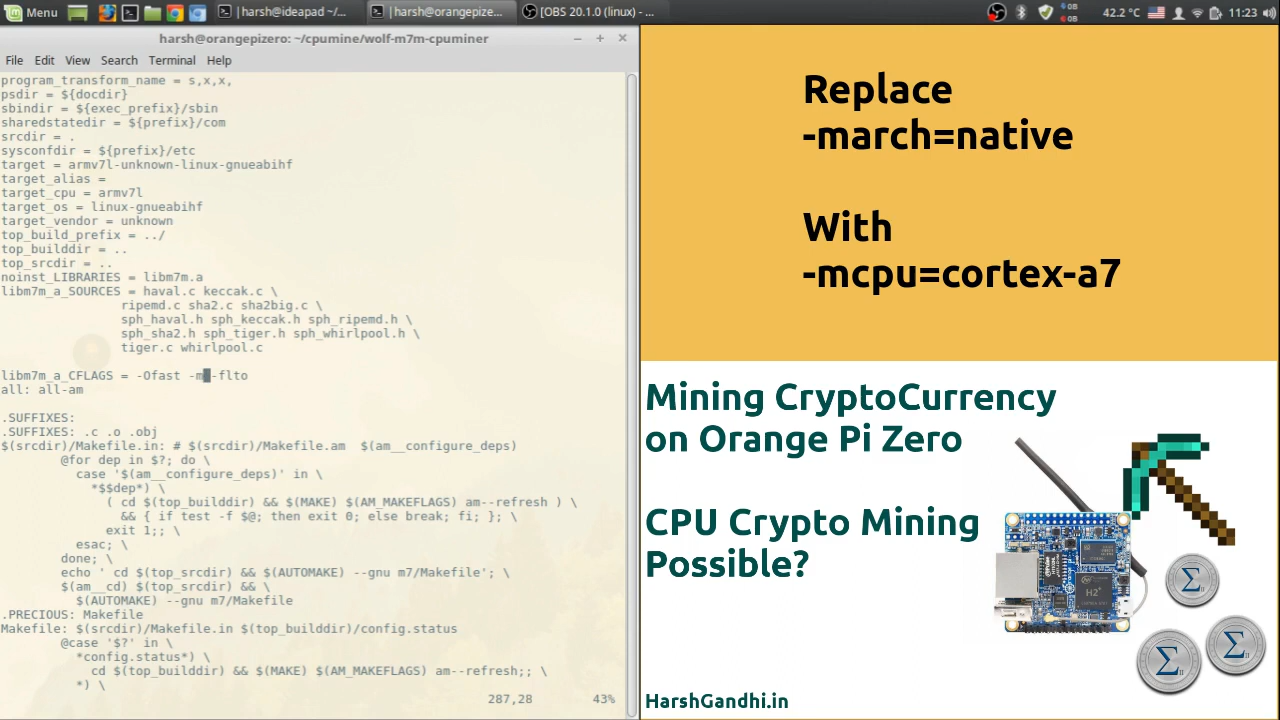 Menu
|harsh@ideapad ~/...
|harsh@orangepize...
[OBS 20.1.0 (linux) - ...
0B
0B
42.2 °C
11:23
harsh@orangepizero: ~/cpumine/wolf-m7m-cpuminer
File Edit View Search Terminal Help
program_transform_name = s,x,x,
psdir = ${docdir}
sbindir = ${exec_prefix}/sbin
sharedstatedir = ${prefix}/com
srcdir = .
sysconfdir = ${prefix}/etc
target = armv7l-unknown-linux-gnueabihf
target_alias =
target_cpu = armv7l
target_os = linux-gnueabihf
target_vendor = unknown
top_build_prefix = ../
top_builddir = ..
top_srcdir = ..
noinst_LIBRARIES = libm7m.a
libm7m_a_SOURCES = haval.c keccak.c \
ripemd.c sha2.c sha2big.c \
sph_haval.h sph_keccak.h sph_ripemd.h \
sph_sha2.h sph_tiger.h sph_whirlpool.h \
tiger.c whirlpool.c
libm7m_a_CFLAGS = -Ofast -m -flto
all: all-am
.SUFFIXES:
.SUFFIXES: .c .o .obj
$(srcdir)/Makefile.in: # $(srcdir)/Makefile.am $(am__configure_deps)
@for dep in $?; do \
case '$(am__configure_deps)' in \
*$$dep*) \
( cd $(top_builddir) && $(MAKE) $(AM_MAKEFLAGS) am--refresh ) \
&& { if test -f $@; then exit 0; else break; fi; }; \
exit 1;; \
esac; \
done; \
echo ' cd $(top_srcdir) && $(AUTOMAKE) --gnu m7/Makefile'; \
$(am__cd) $(top_srcdir) && \
$(AUTOMAKE) --gnu m7/Makefile
.PRECIOUS: Makefile
Makefile: $(srcdir)/Makefile.in $(top_builddir)/config.status
@case '$?' in \
*config.status*) \
cd $(top_builddir) && $(MAKE) $(AM_MAKEFLAGS) am--refresh;; \
*) \
287,28 43%
Replace
-march=native
With
-mcpu=cortex-a7
Mining CryptoCurrency
on Orange Pi Zero
CPU Crypto Mining
Possible?
H2+
Σ
Σ
Σ
HarshGandhi.in